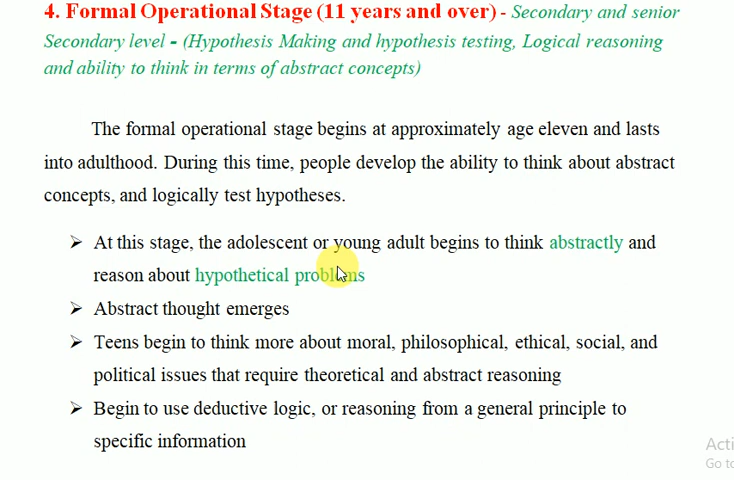 4. Formal Operational Stage (11 years and over) - Secondary and senior
Secondary level - (Hypothesis Making and hypothesis testing, Logical reasoning
and ability to think in terms of abstract concepts)
The formal operational stage begins at approximately age eleven and lasts
into adulthood. During this time, people develop the ability to think about abstract
concepts, and logically test hypotheses.
➢ At this stage, the adolescent or young adult begins to think abstractly and
reason about hypothetical problems
➢ Abstract thought emerges
➢ Teens begin to think more about moral, philosophical, ethical, social, and
political issues that require theoretical and abstract reasoning
➢ Begin to use deductive logic, or reasoning from a general principle to
specific information
Acti
Go to